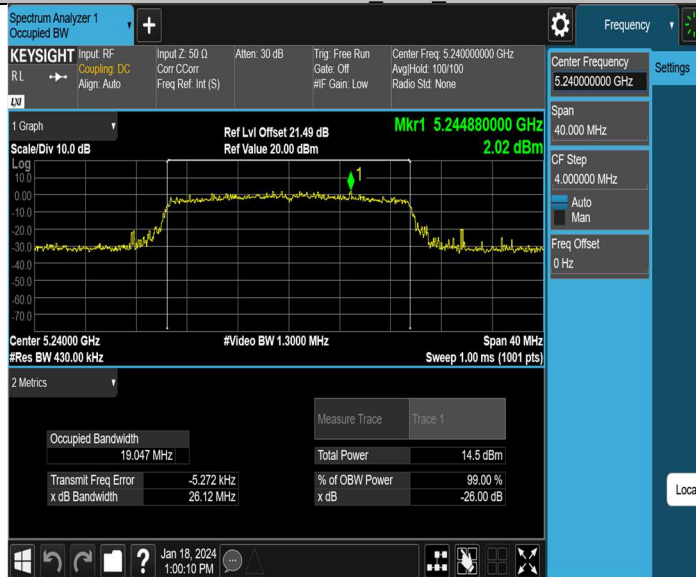 Spectrum Analyzer 1
Occupied BW
Frequency
KEYSIGHT
RL
LXI
Input: RF
Coupling: DC
Align: Auto
Input Z: 50 Ω
Corr CCorr
Freq Ref: Int (S)
Atten: 30 dB
Trig: Free Run
Gate: Off
#IF Gain: Low
Center Freq: 5.240000000 GHz
Avg|Hold: 100/100
Radio Std: None
Center Frequency
5.240000000 GHz
Settings
Span
40.000 MHz
CF Step
4.000000 MHz
Auto
Man
Freq Offset
0 Hz
1 Graph
Scale/Div 10.0 dB
Ref Lvl Offset 21.49 dB
Ref Value 20.00 dBm
Mkr1 5.244880000 GHz
2.02 dBm
Log
10.0
0.00
-10.0
-20.0
-30.0
-40.0
-50.0
-60.0
-70.0
1
Center 5.24000 GHz
#Res BW 430.00 kHz
#Video BW 1.3000 MHz
Span 40 MHz
Sweep 1.00 ms (1001 pts)
2 Metrics
Measure Trace
Trace 1
Occupied Bandwidth
19.047 MHz
Total Power
14.5 dBm
Transmit Freq Error
-5.272 kHz
% of OBW Power
99.00 %
x dB Bandwidth
26.12 MHz
x dB
-26.00 dB
Loca
?
Jan 18, 2024
1:00:10 PM